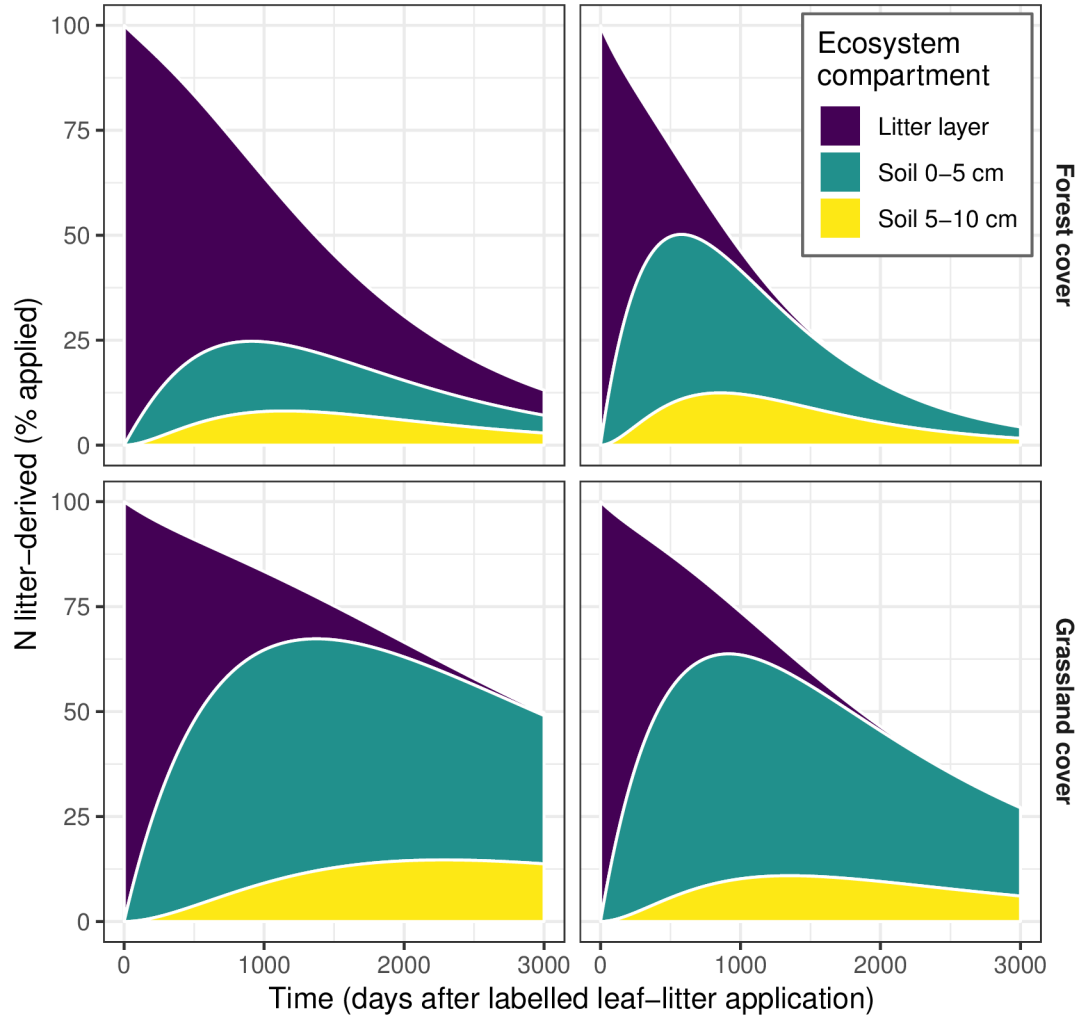 Ecosystem
compartment
Litter layer
Soil 0−5 cm
Soil 5−10 cm
100
75
50
25
0
Forest cover
100
75
50
25
0
Grassland cover
N litter−derived (% applied)
0 1000 2000 3000 0 1000 2000 3000
Time (days after labelled leaf−litter application)